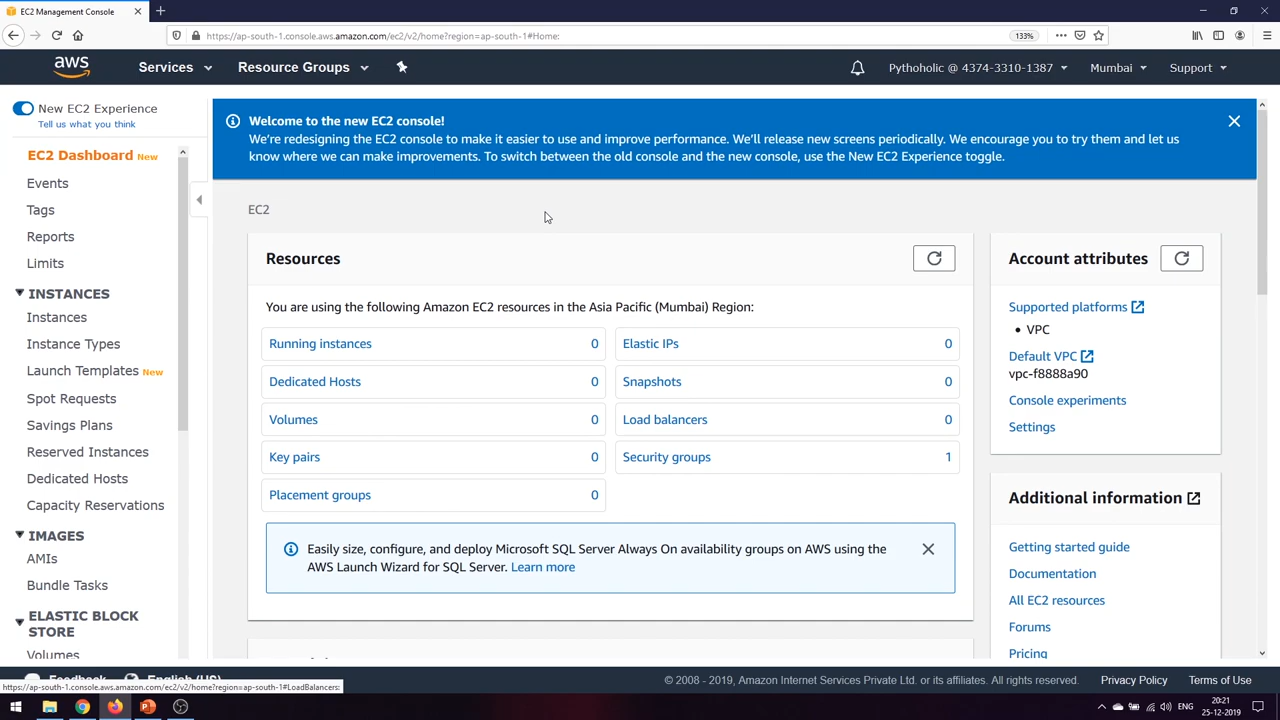 EC2 Management Console
https://ap-south-1.console.aws.amazon.com/ec2/v2/home?region=ap-south-1#Home:
133%
aws
Services
Resource Groups
Pythoholic @ 4374-3310-1387
Mumbai
Support
New EC2 Experience
Tell us what you think
EC2 Dashboard New
Events
Tags
Reports
Limits
INSTANCES
Instances
Instance Types
Launch Templates New
Spot Requests
Savings Plans
Reserved Instances
Dedicated Hosts
Capacity Reservations
IMAGES
AMIs
Bundle Tasks
ELASTIC BLOCK
STORE
Volumes
Welcome to the new EC2 console!
We're redesigning the EC2 console to make it easier to use and improve performance. We'll release new screens periodically. We encourage you to try them and let us
know where we can make improvements. To switch between the old console and the new console, use the New EC2 Experience toggle.
EC2
Resources
You are using the following Amazon EC2 resources in the Asia Pacific (Mumbai) Region:
Running instances 0
Elastic IPs 0
Dedicated Hosts 0
Snapshots 0
Volumes 0
Load balancers 0
Key pairs 0
Security groups 1
Placement groups 0
Easily size, configure, and deploy Microsoft SQL Server Always On availability groups on AWS using the
AWS Launch Wizard for SQL Server. Learn more
Account attributes
Supported platforms
• VPC
Default VPC
vpc-f8888a90
Console experiments
Settings
Additional information
Getting started guide
Documentation
All EC2 resources
Forums
Pricing
Feedback
English (US)
https://ap-south-1.console.aws.amazon.com/ec2/v2/home?region=ap-south-1#LoadBalancers:
© 2008 - 2019, Amazon Internet Services Private Ltd. or its affiliates. All rights reserved.
Privacy Policy
Terms of Use
ENG
20:21
25-12-2019